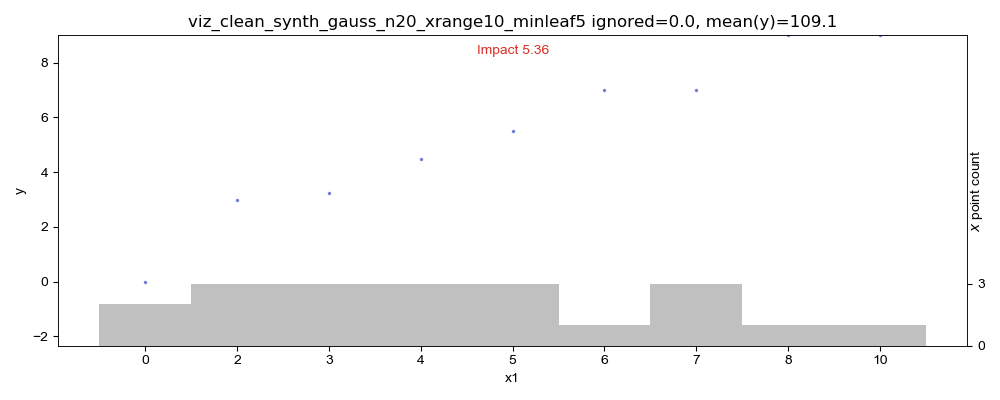 viz_clean_synth_gauss_n20_xrange10_minleaf5 ignored=0.0, mean(y)=109.1
Impact 5.36
8
6
4
2
0
−2
y
3
0
x point count
0 2 3 4 5 6 7 8 10
x1